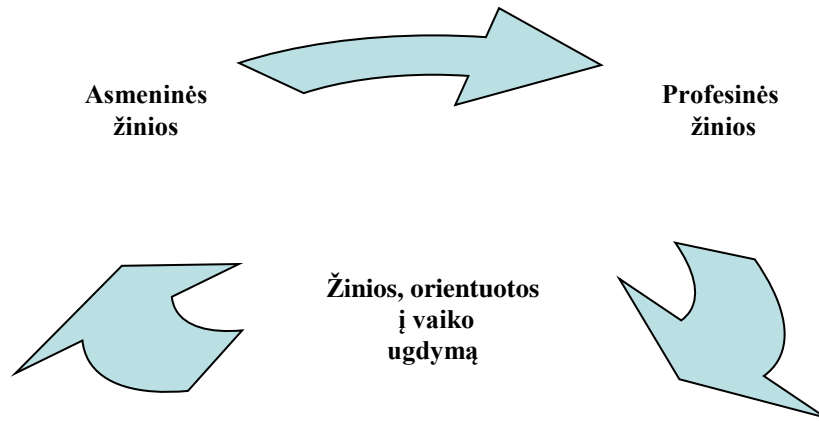 Asmeninės
žinios
Profesinės
žinios
Žinios, orientuotos
į vaiko
ugdymą